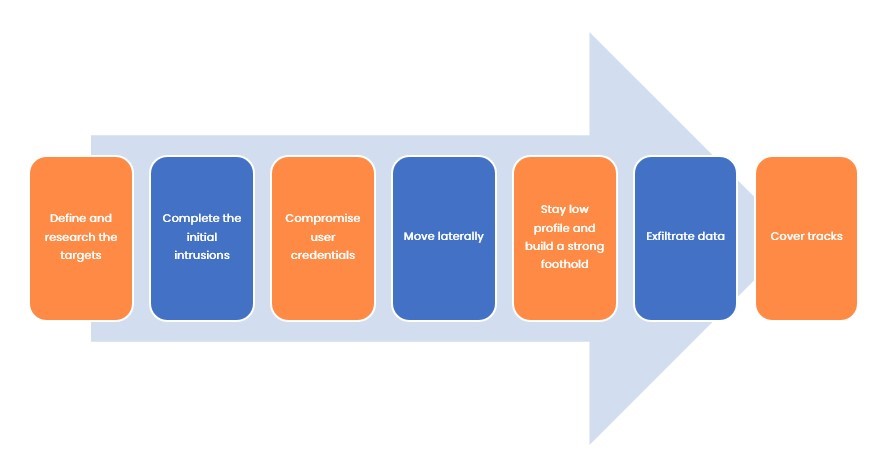 Define and
research the
targets
Complete the
initial
intrusions
Compromise
user
credentials
Move laterally
Stay low
profile and
build a strong
foothold
Exfiltrate data
Cover tracks